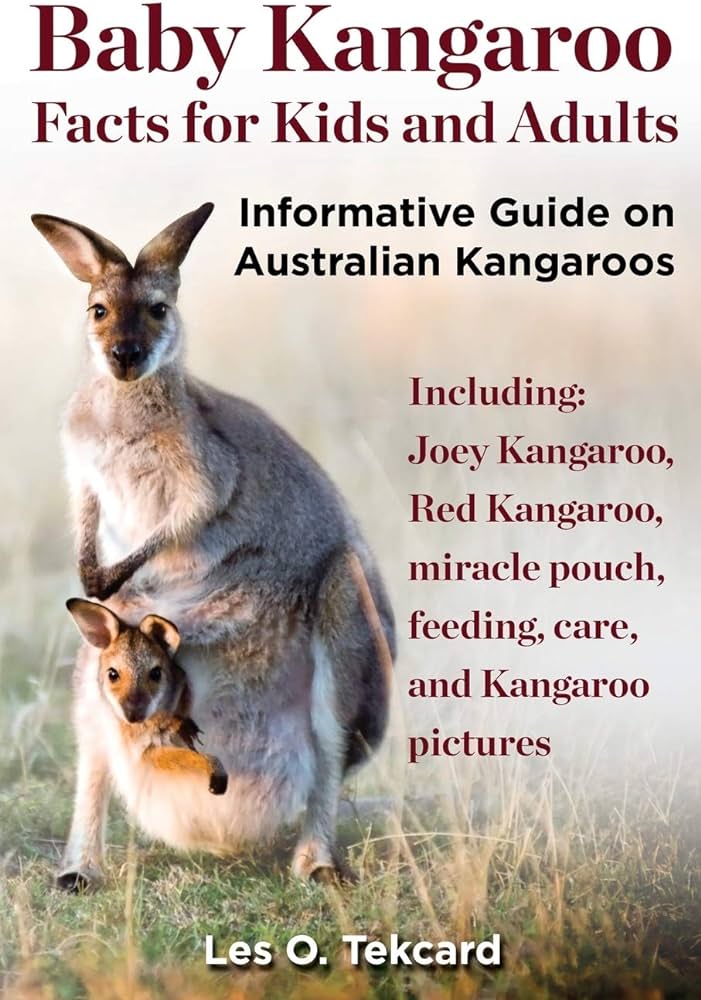 Baby Kangaroo
Facts for Kids and Adults
Informative Guide on
Australian Kangaroos
Including:
Joey Kangaroo,
Red Kangaroo,
miracle pouch,
feeding, care,
and Kangaroo
pictures
Les O. Tekcard